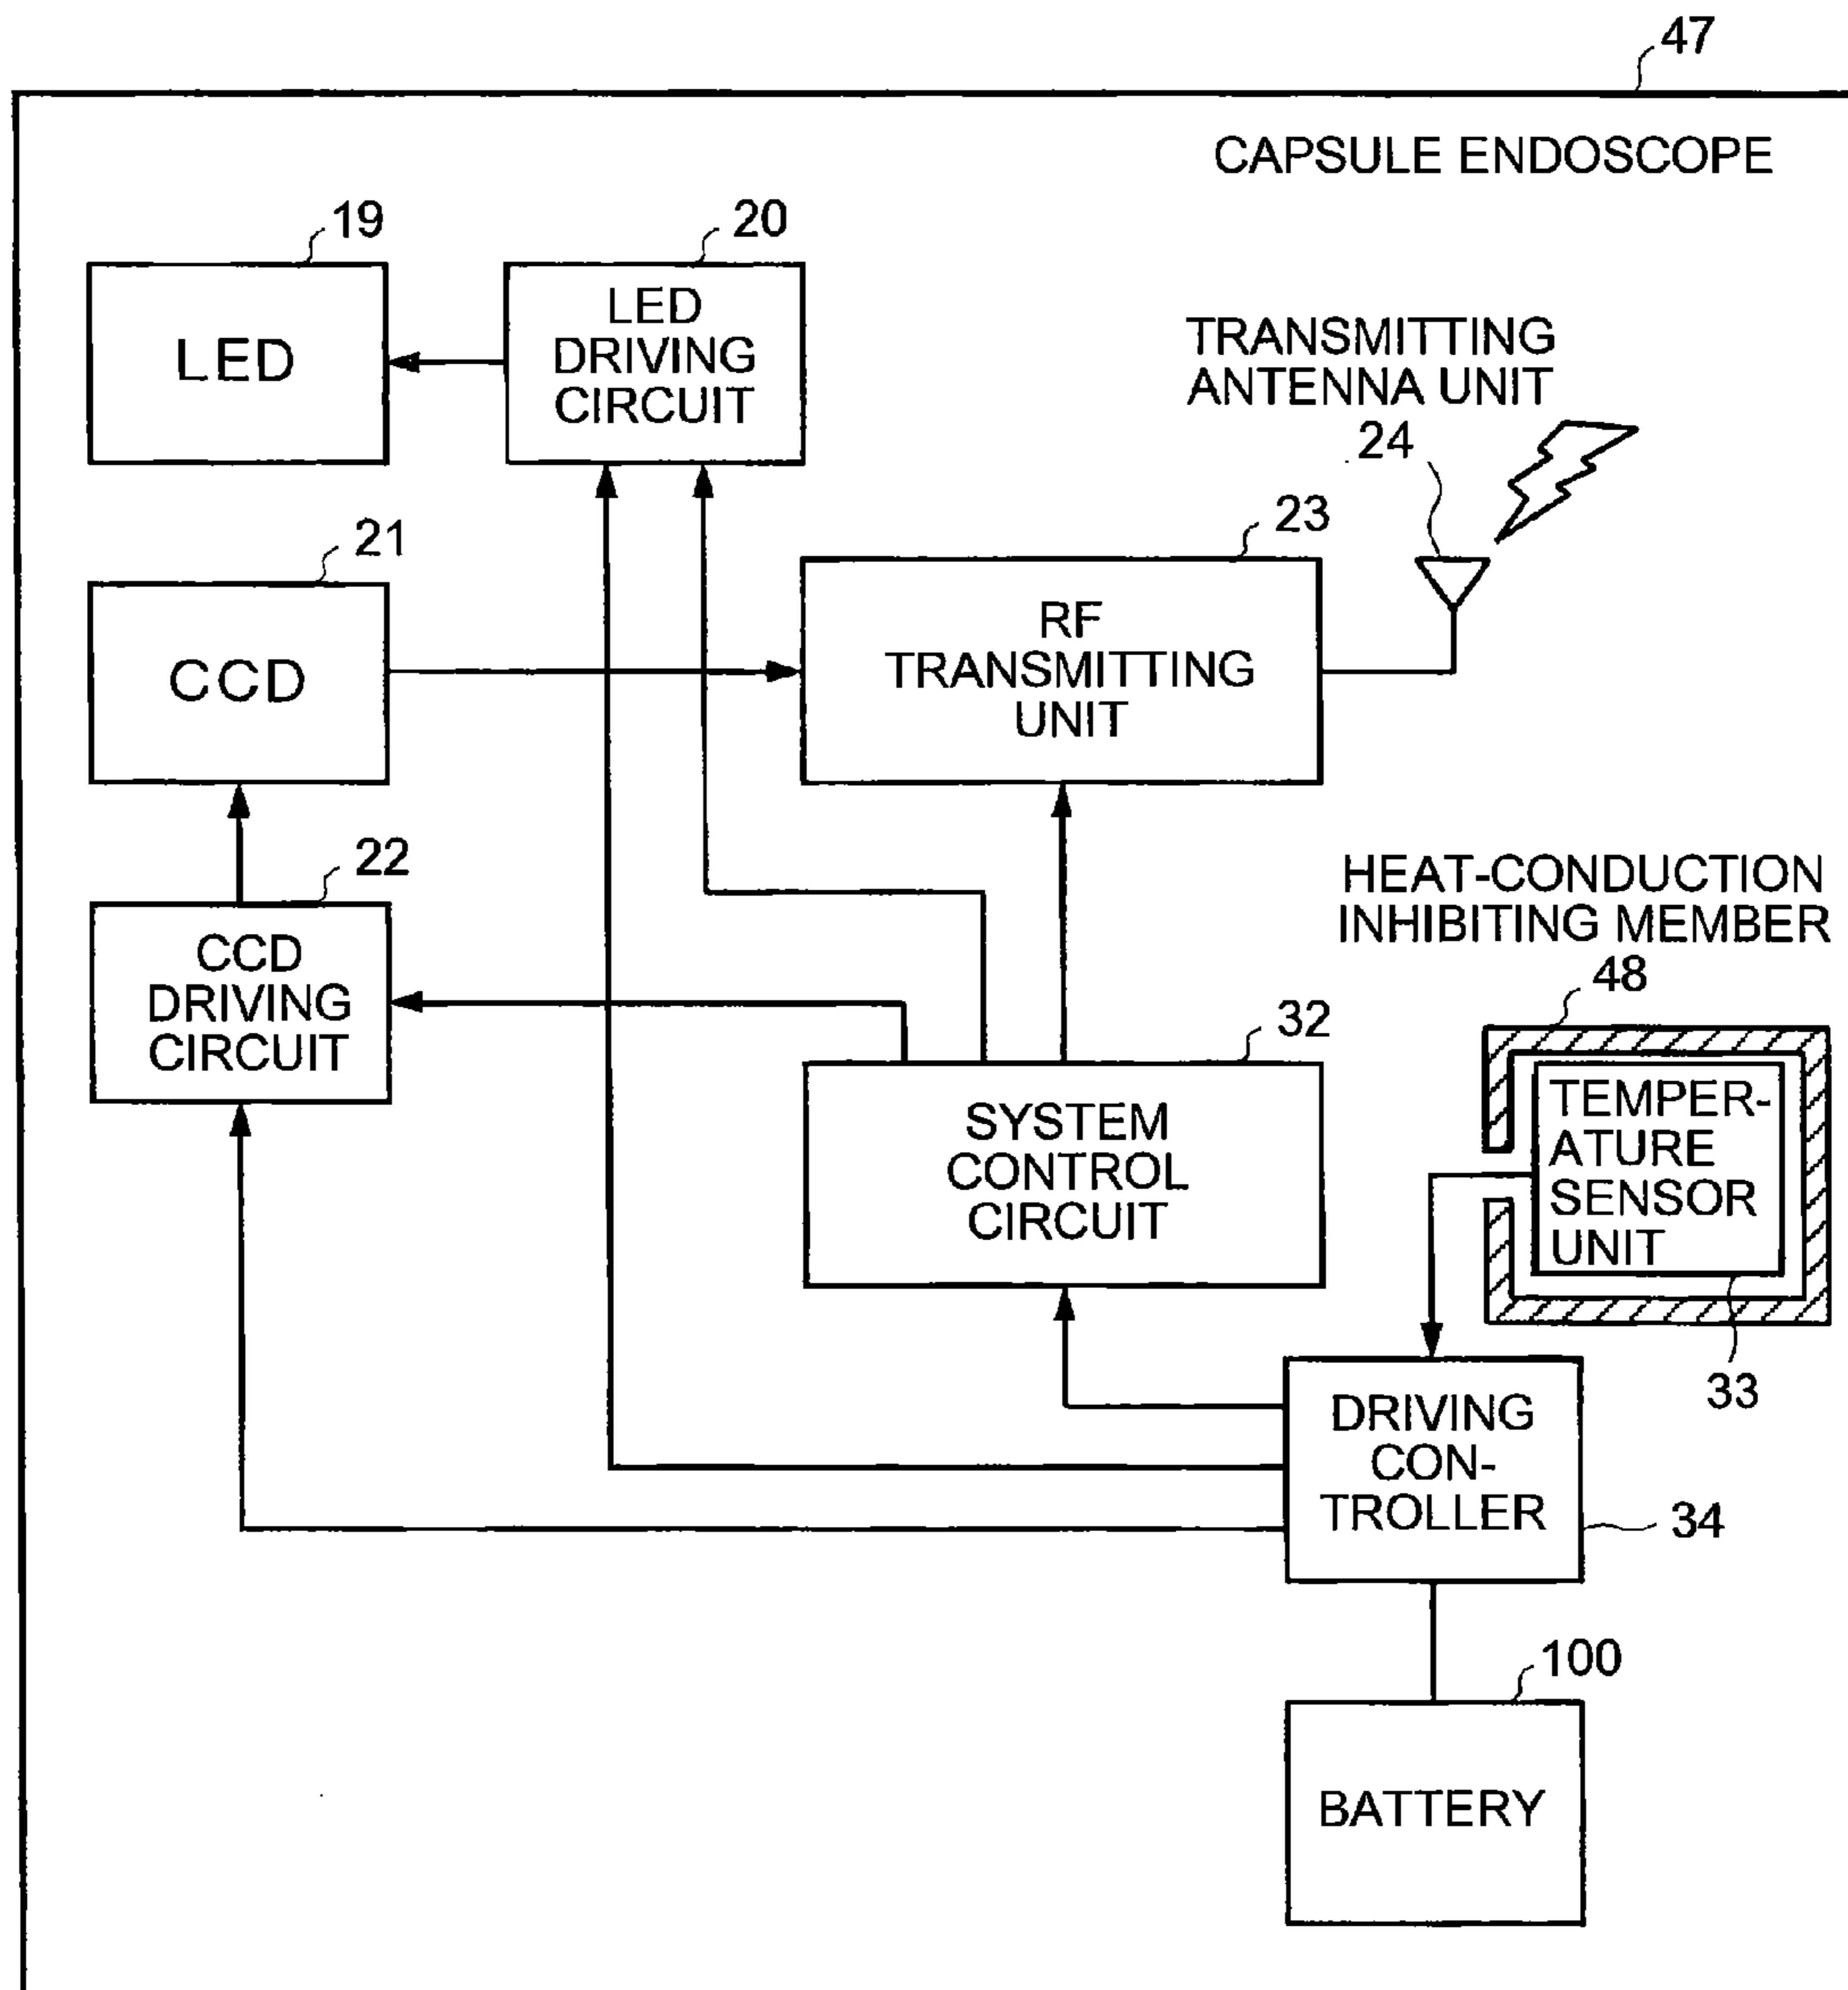 47
CAPSULE ENDOSCOPE
19
20
LED
LED
DRIVING
CIRCUIT
TRANSMITTING
ANTENNA UNIT
24
21
23
CCD
RF
TRANSMITTING
UNIT
22
CCD
DRIVING
CIRCUIT
HEAT-CONDUCTION
INHIBITING MEMBER
48
32
SYSTEM
CONTROL
CIRCUIT
TEMPER-
ATURE
SENSOR
UNIT
33
DRIVING
CON-
TROLLER
34
100
BATTERY